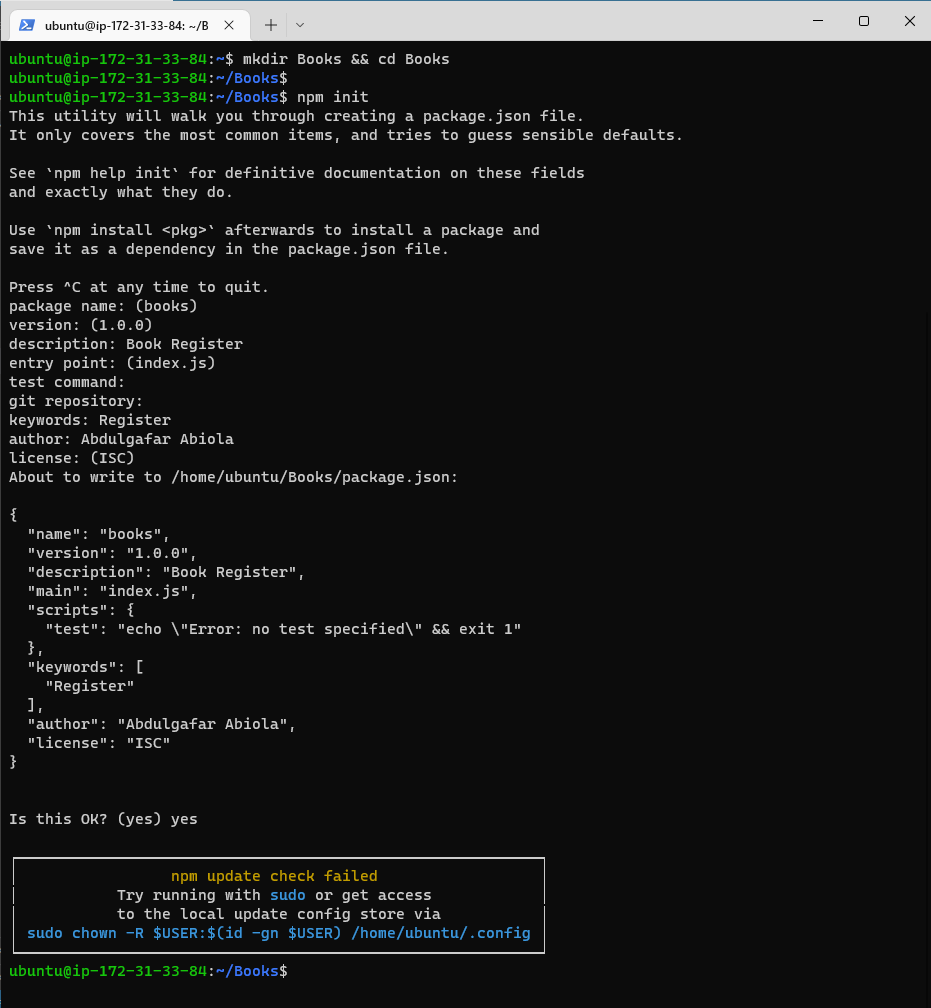 ubuntu@ip-172-31-33-84: ~/B
ubuntu@ip-172-31-33-84:~$ mkdir Books && cd Books
ubuntu@ip-172-31-33-84:~/Books$
ubuntu@ip-172-31-33-84:~/Books$ npm init
This utility will walk you through creating a package.json file.
It only covers the most common items, and tries to guess sensible defaults.

See `npm help init` for definitive documentation on these fields
and exactly what they do.

Use `npm install <pkg>` afterwards to install a package and
save it as a dependency in the package.json file.

Press ^C at any time to quit.
package name: (books)
version: (1.0.0)
description: Book Register
entry point: (index.js)
test command:
git repository:
keywords: Register
author: Abdulgafar Abiola
license: (ISC)
About to write to /home/ubuntu/Books/package.json:

{
  "name": "books",
  "version": "1.0.0",
  "description": "Book Register",
  "main": "index.js",
  "scripts": {
    "test": "echo \"Error: no test specified\" && exit 1"
  },
  "keywords": [
    "Register"
  ],
  "author": "Abdulgafar Abiola",
  "license": "ISC"
}

Is this OK? (yes) yes

npm update check failed
Try running with sudo or get access
to the local update config store via
sudo chown -R $USER:$(id -gn $USER) /home/ubuntu/.config
ubuntu@ip-172-31-33-84:~/Books$